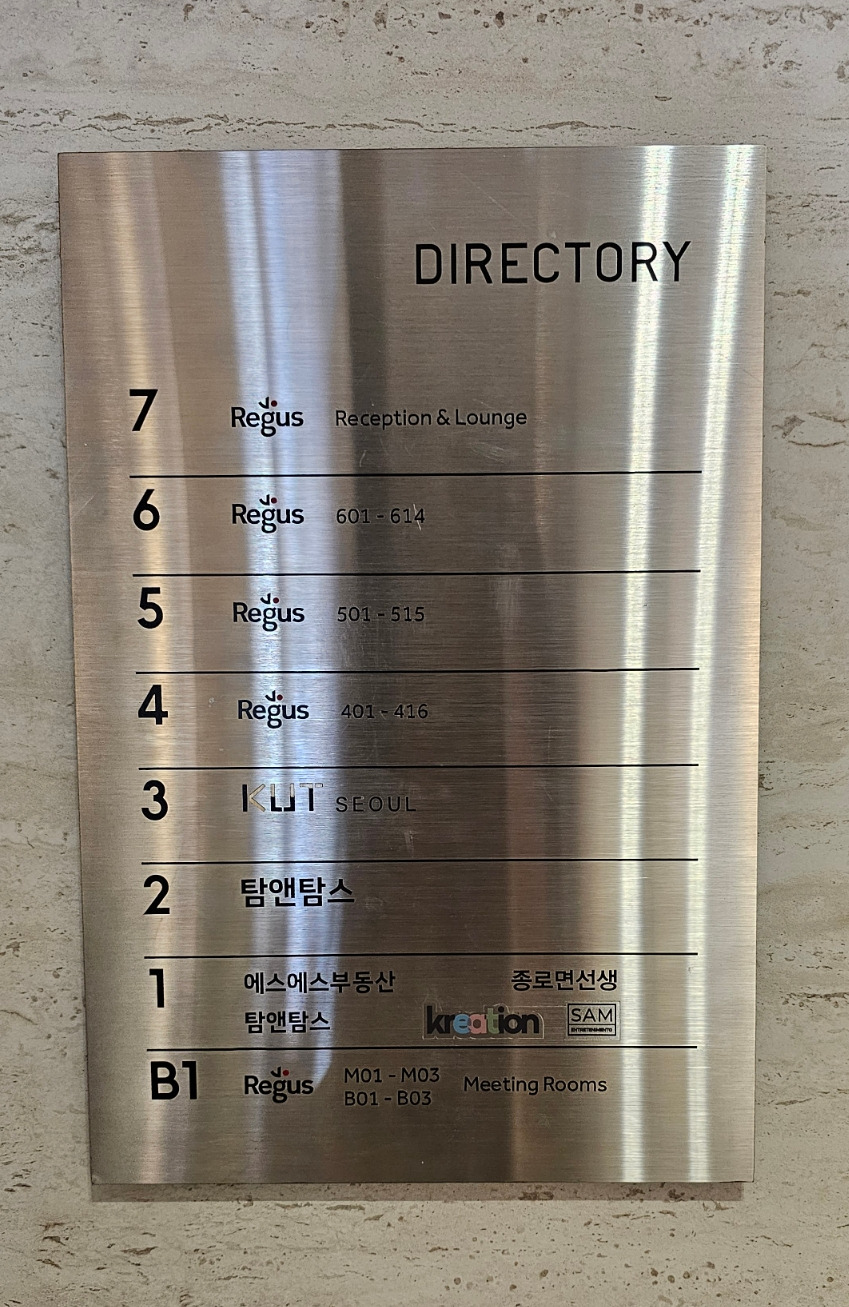 DIRECTORY
7 Regus Reception & Lounge
6 Regus 601 - 614
5 Regus 501 - 515
4 Regus 401 - 416
3 KUT SEOUL
2 탐앤탐스
1 에스에스부동산 종로면선생
탐앤탐스 kreation SAM
ENTRETENIMENTO
B1 Regus M01 - M03 Meeting Rooms
B01 - B03